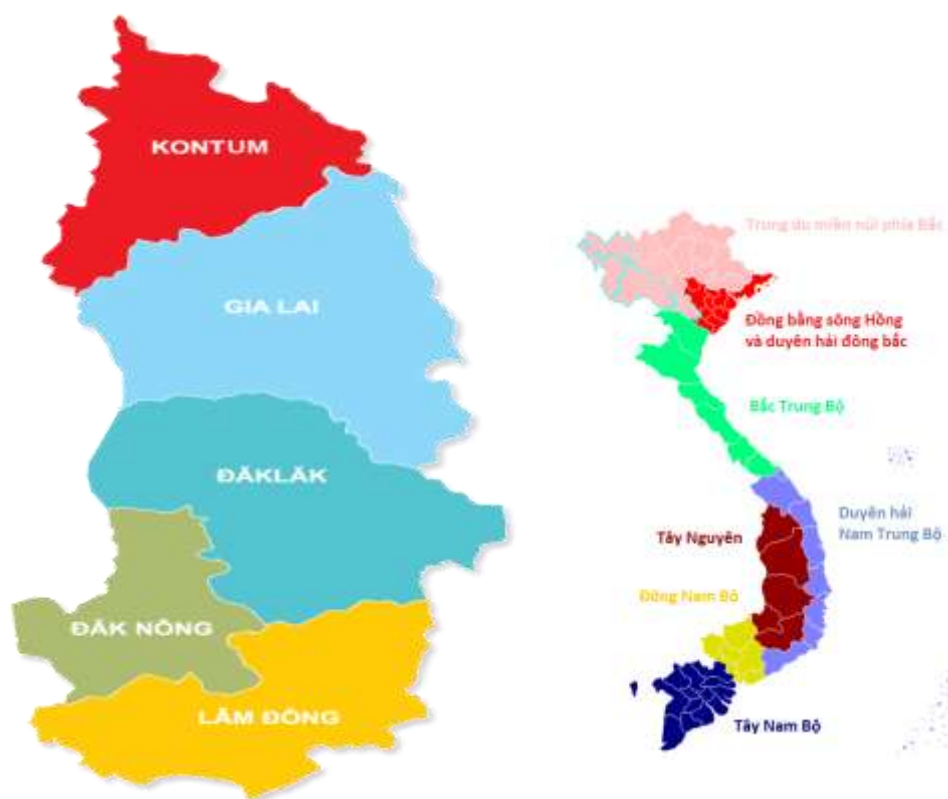 KONTUM
GIA LAI
ĐĂKLĂK
ĐĂK NÔNG
LÂM ĐỒNG
Trung du miền núi phía Bắc
Đồng bằng sông Hồng
và duyên hải đông bắc
Bắc Trung Bộ
Duyên hải
Nam Trung Bộ
Tây Nguyên
Đông Nam Bộ
Tây Nam Bộ